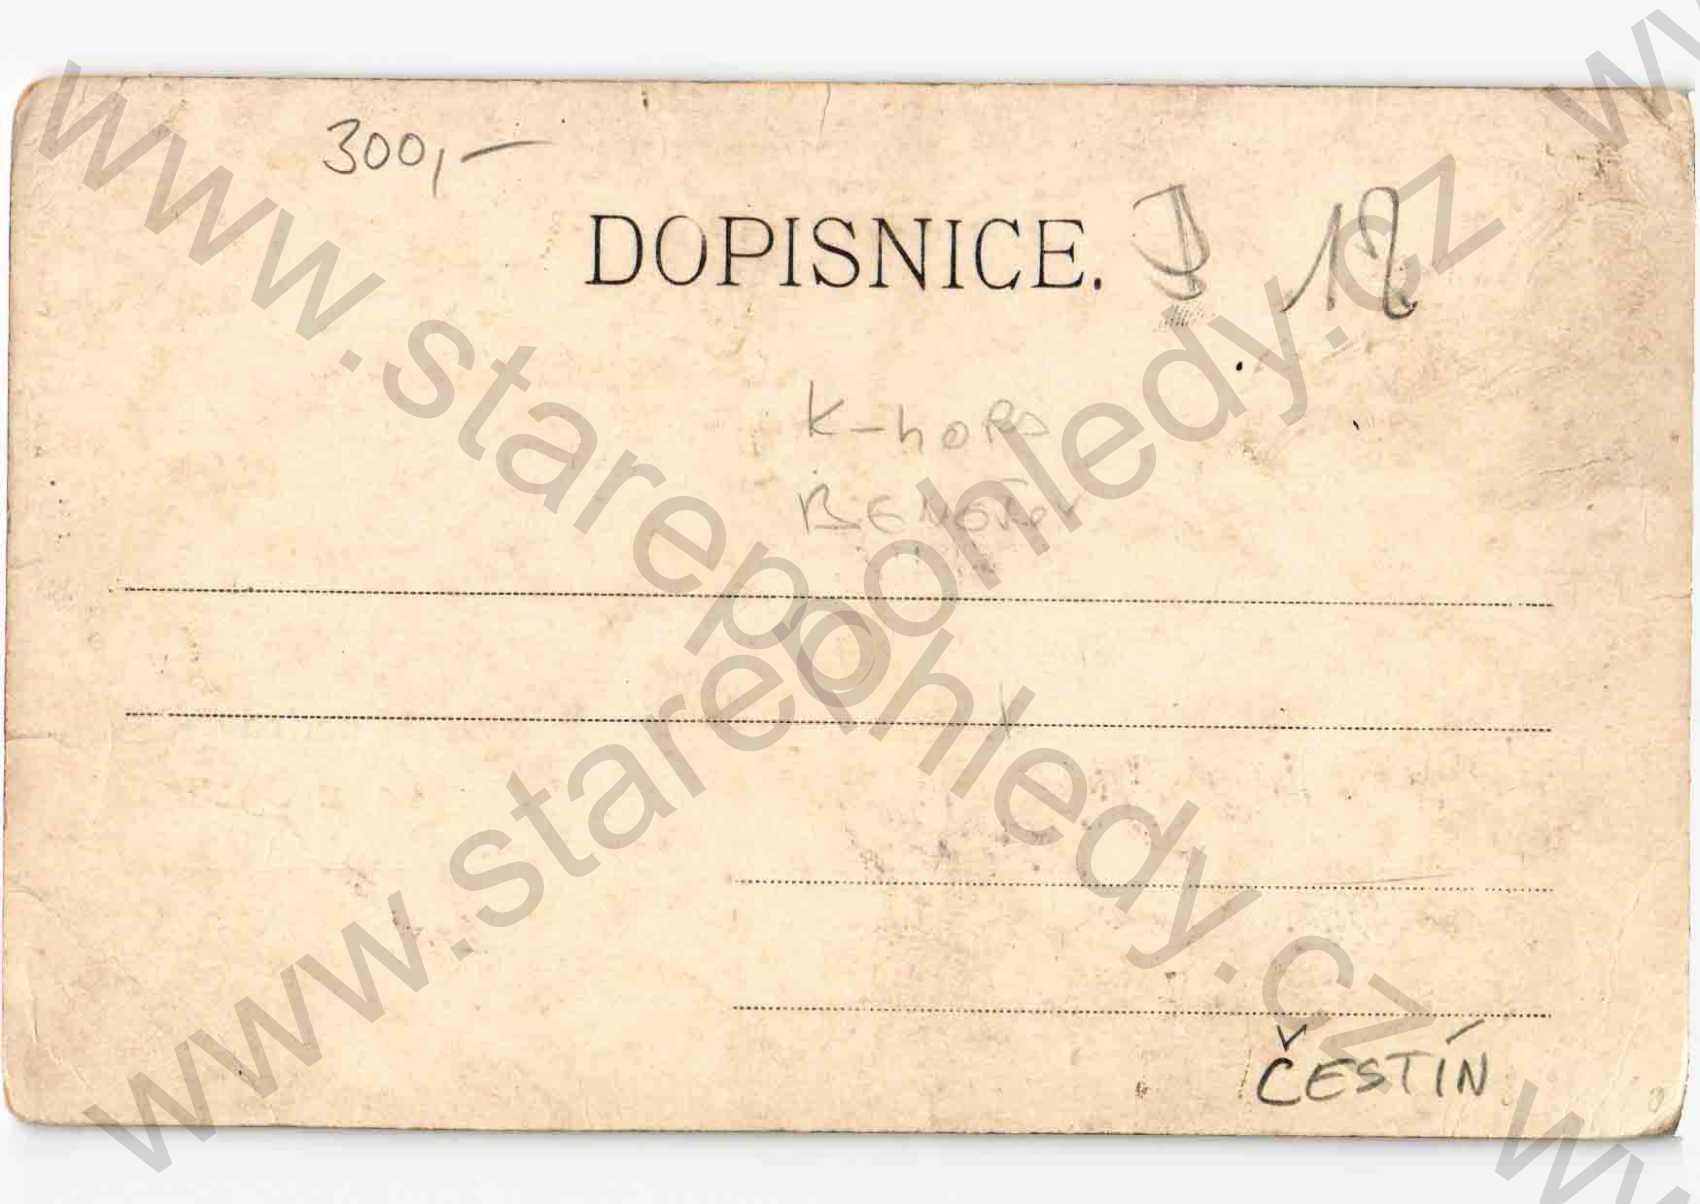 300,-
DOPISNICE.
K-hora
ČESTÍN
www.starepohledy.cz
www.starepohledy.cz